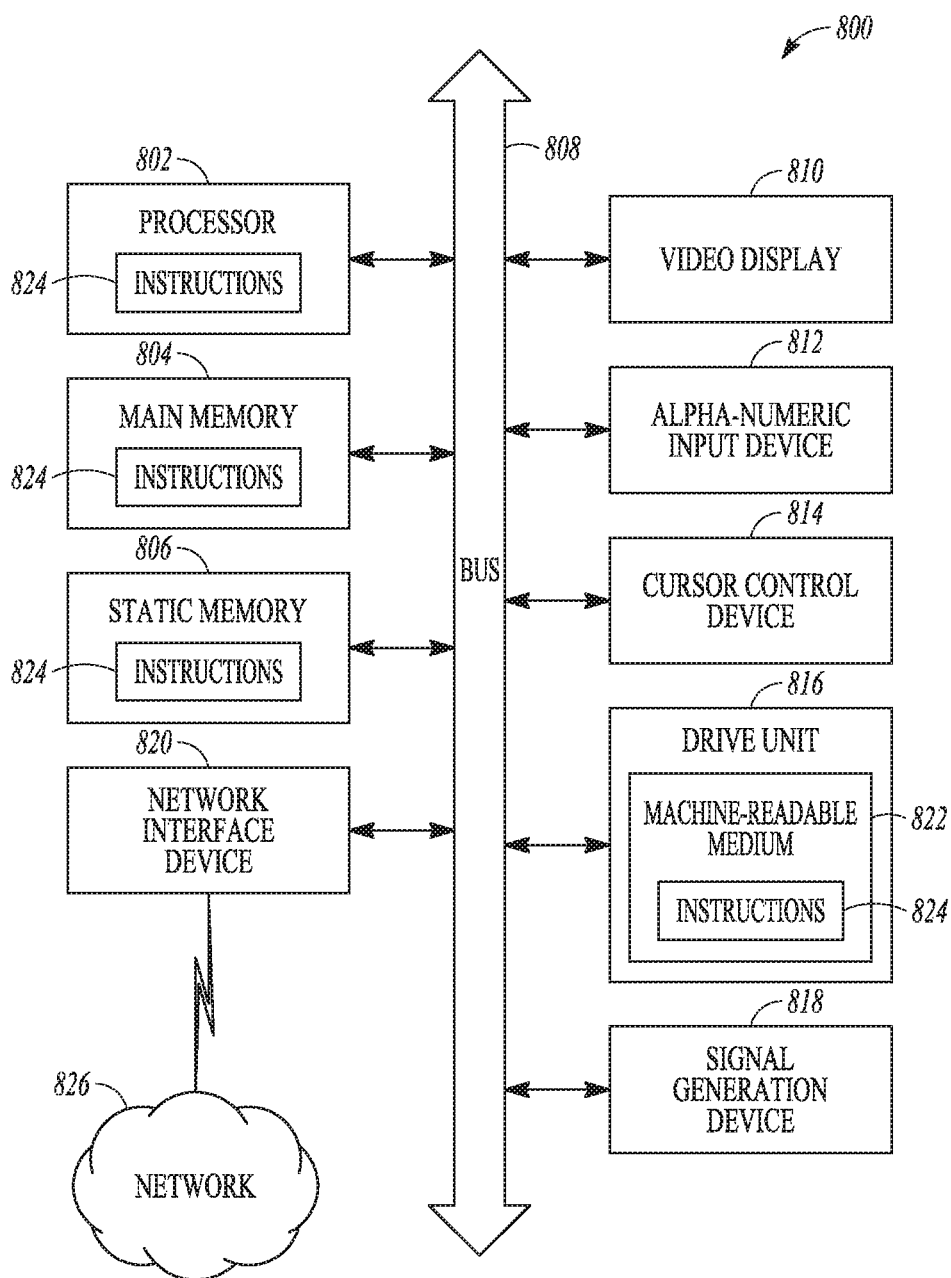 800
808
802
PROCESSOR
824
INSTRUCTIONS
804
MAIN MEMORY
824
INSTRUCTIONS
806
STATIC MEMORY
824
INSTRUCTIONS
820
NETWORK
INTERFACE
DEVICE
826
NETWORK
BUS
810
VIDEO DISPLAY
812
ALPHA-NUMERIC
INPUT DEVICE
814
CURSOR CONTROL
DEVICE
816
DRIVE UNIT
MACHINE-READABLE
MEDIUM
822
INSTRUCTIONS
824
818
SIGNAL
GENERATION
DEVICE